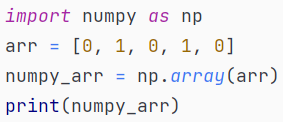 import numpy as np
arr = [0, 1, 0, 1, 0]
numpy_arr = np.array(arr)
print(numpy_arr)